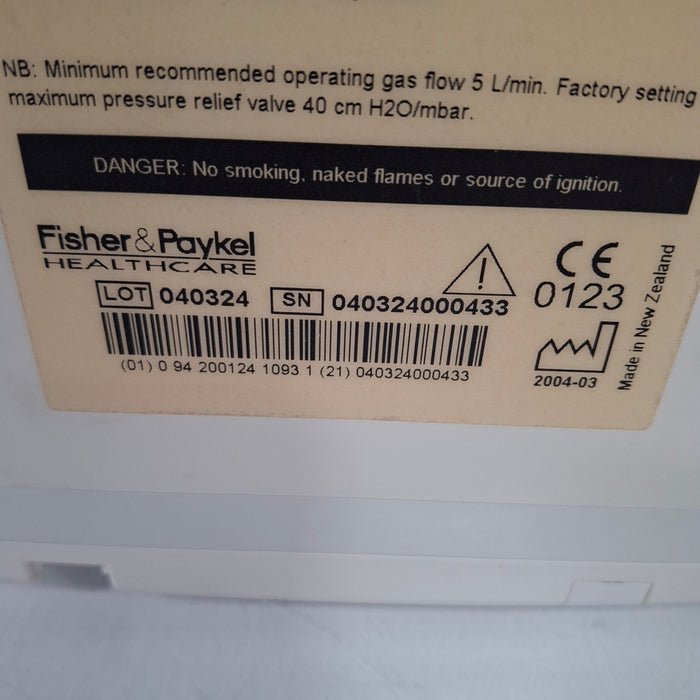 NB: Minimum recommended operating gas flow 5 L/min. Factory setting
maximum pressure relief valve 40 cm H2O/mbar.
DANGER: No smoking, naked flames or source of ignition.
Fisher & Paykel
HEALTHCARE
LOT 040324 SN 040324000433
(01) 0 94 200124 1093 1 (21) 040324000433
!
CE
0123
2004-03
Made in New Zealand